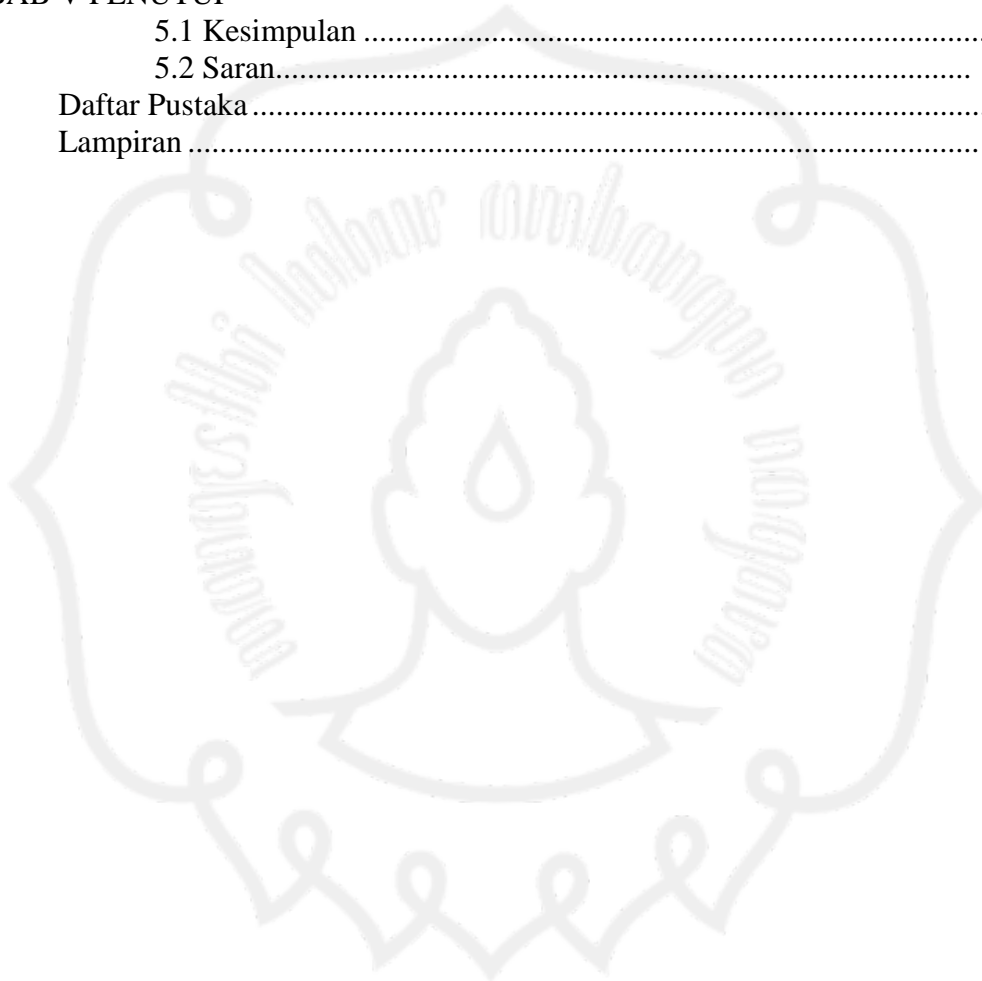 BAB V PENUTUP
5.1 Kesimpulan ..............................................................................
5.2 Saran.......................................................................................
Daftar Pustaka ............................................................................................
Lampiran ...................................................................................................